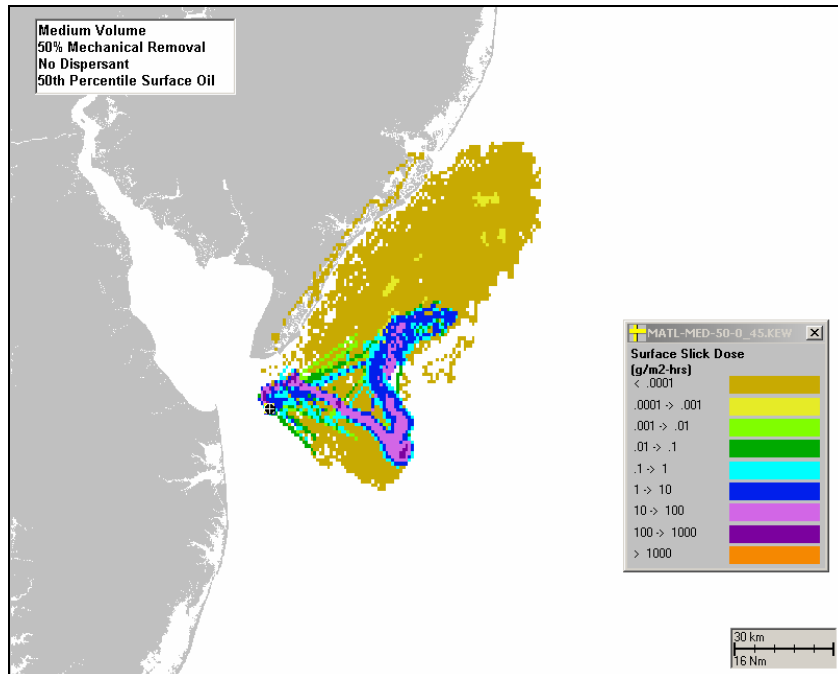 Medium Volume
50% Mechanical Removal
No Dispersant
50th Percentile Surface Oil
MATL-MED-50-0_45.KEW
Surface Slick Dose
(g/m2-hrs)
< .0001
.0001 -> .001
.001 -> .01
.01 -> .1
.1 -> 1
1 -> 10
10 -> 100
100 -> 1000
> 1000
30 km
16 Nm